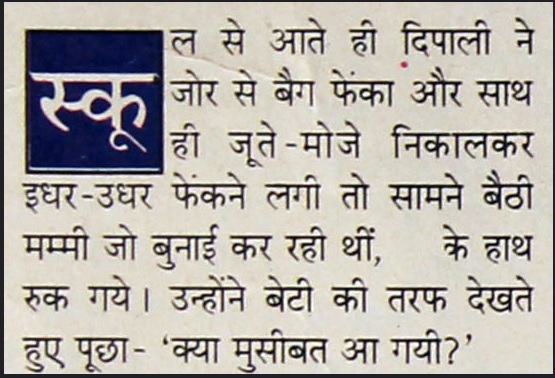 स्कूल से आते ही दिपाली ने
जोर से बैग फेंका और साथ
ही जूते-मोजे निकालकर
इधर-उधर फेंकने लगी तो सामने बैठी
मम्मी जो बुनाई कर रही थीं, के हाथ
रुक गये। उन्होंने बेटी की तरफ देखते
हुए पूछा- ‘क्या मुसीबत आ गयी?’